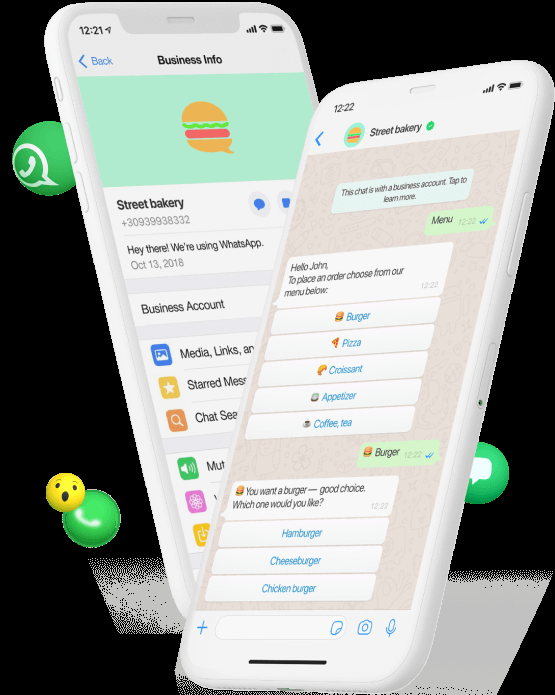 12:21
Back
Business Info
Street bakery
+30939938332
Hey there! We're using WhatsApp.
Oct 13, 2018
Business Account
Media, Links, an
Starred Mess
Chat Sea
Mut
12:22
Street bakery
This chat is with a business account. Tap to
learn more.
Menu 12:22
Hello John,
To place an order choose from our
menu below:
12:22
🍔 Burger
🍕 Pizza
🥐 Croissant
Appetizer
☕ Coffee, tea
🍔 Burger 12:22
🍔 You want a burger — good choice.
Which one would you like?
12:22
Hamburger
Cheeseburger
Chicken burger